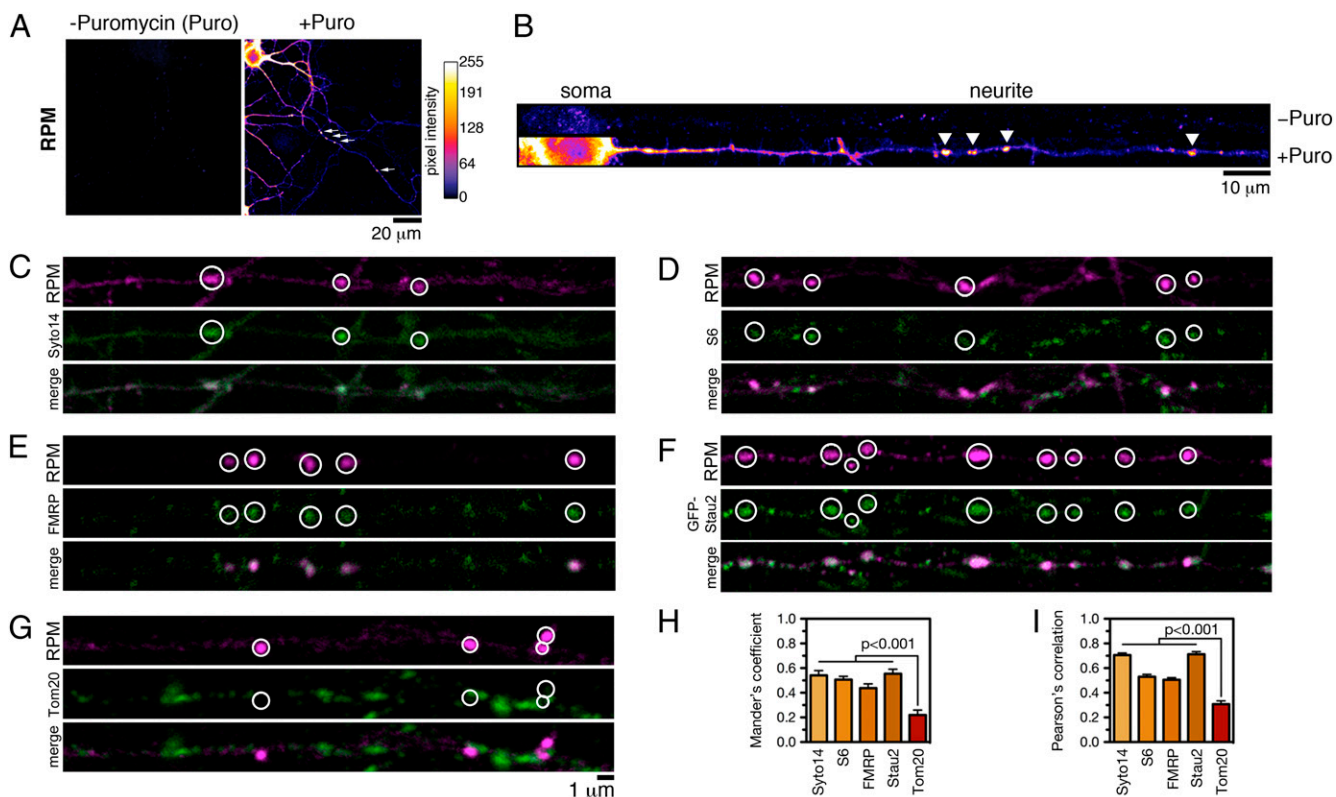 A
-Puromycin (Puro)
+Puro
RPM
255
191
128
64
0
pixel intensity
20 μm
B
soma
neurite
–Puro
+Puro
10 μm
C
RPM
Syto14
merge
D
RPM
S6
merge
E
RPM
FMRP
merge
F
RPM
GFP-
Stau2
merge
G
RPM
Tom20
merge
1 μm
H
Mander's coefficient
1.0
0.8
0.6
0.4
0.2
0.0
p<0.001
Syto14
S6
FMRP
Stau2
Tom20
I
Pearson's correlation
1.0
0.8
0.6
0.4
0.2
0.0
p<0.001
Syto14
S6
FMRP
Stau2
Tom20